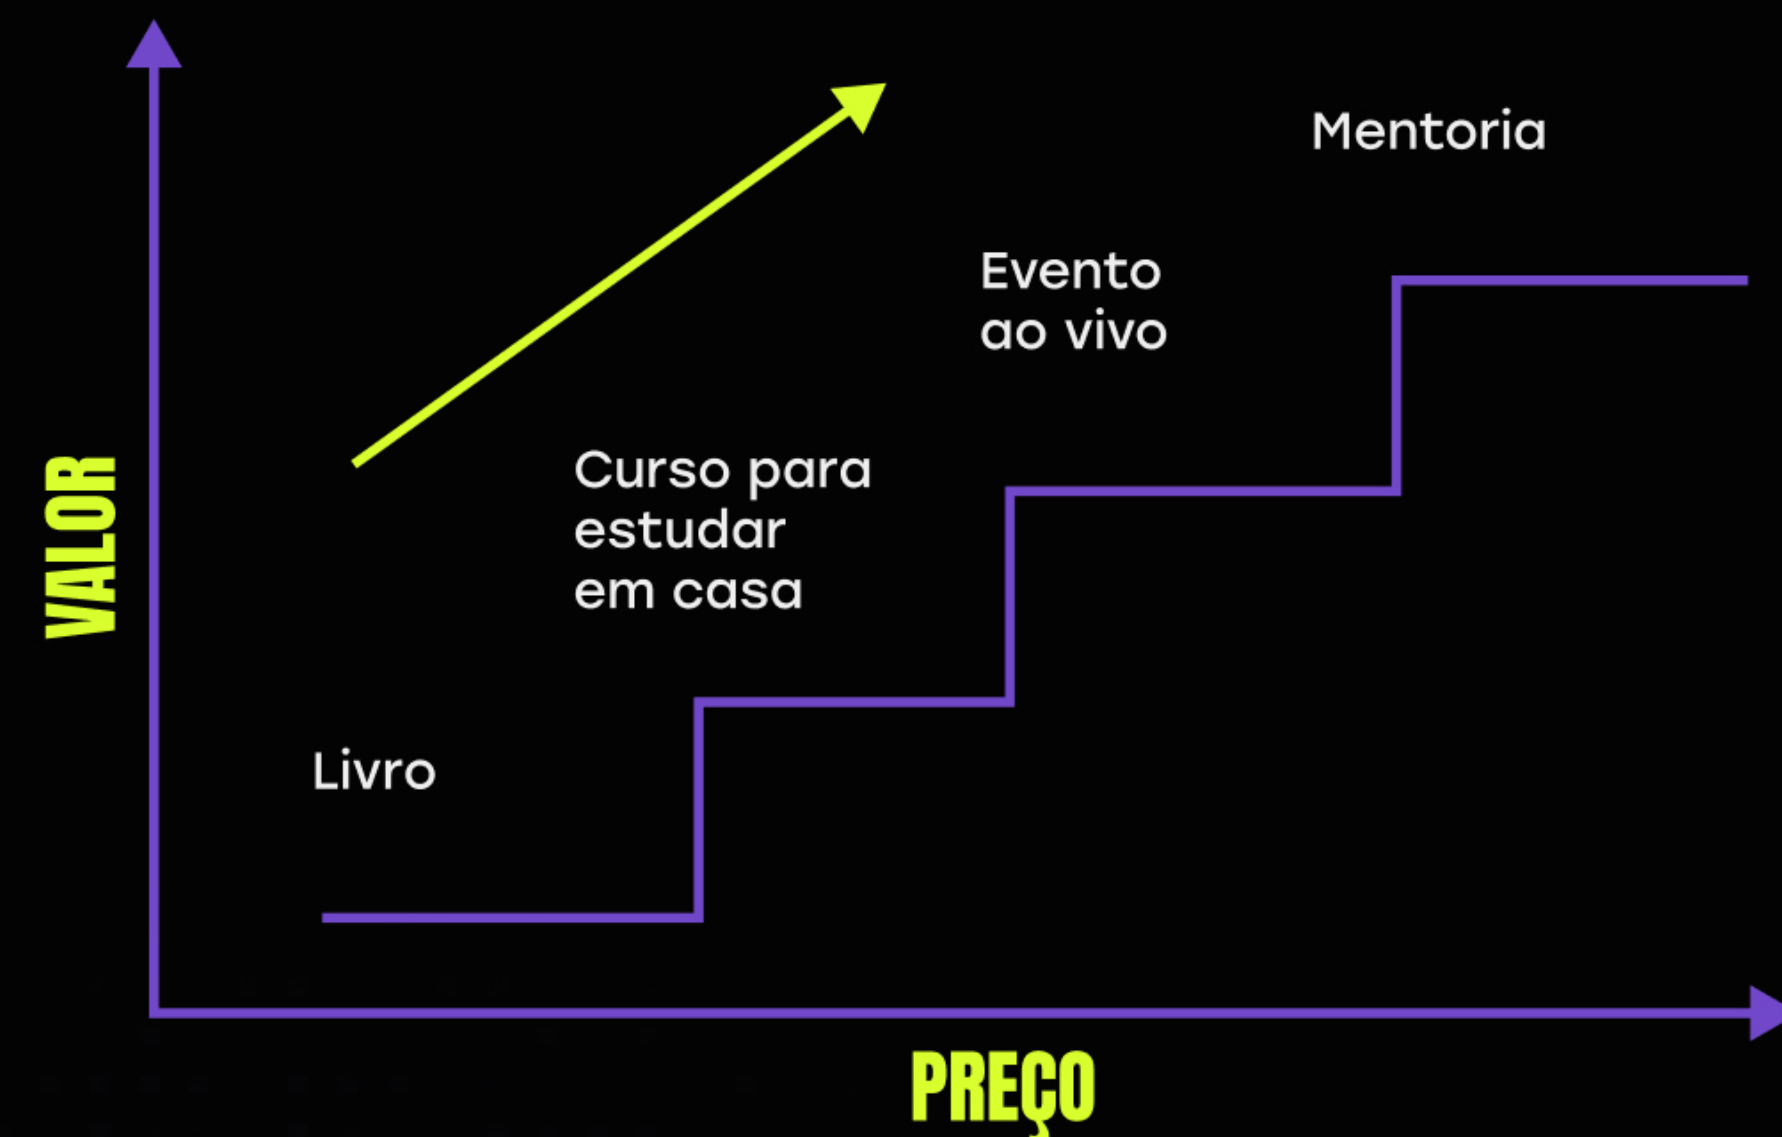 Mentoria
Evento
ao vivo
Curso para
estudar
em casa
Livro
VALOR
PREÇO